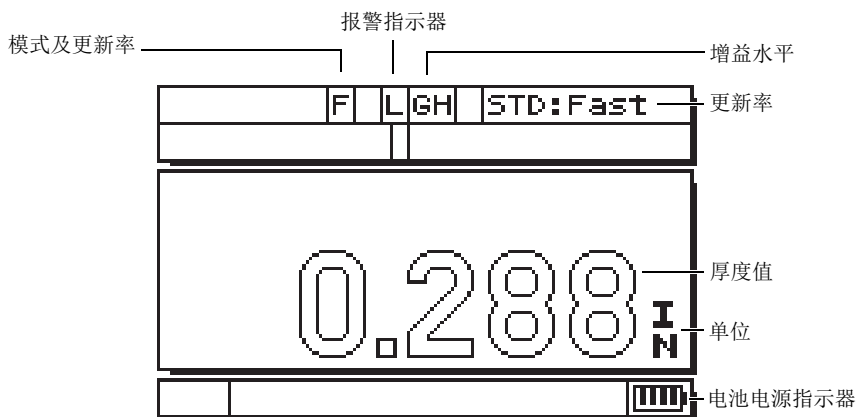 报警指示器
模式及更新率
增益水平
F L GH STD:Fast
更新率
0.288
厚度值
IN
单位
电池电源指示器